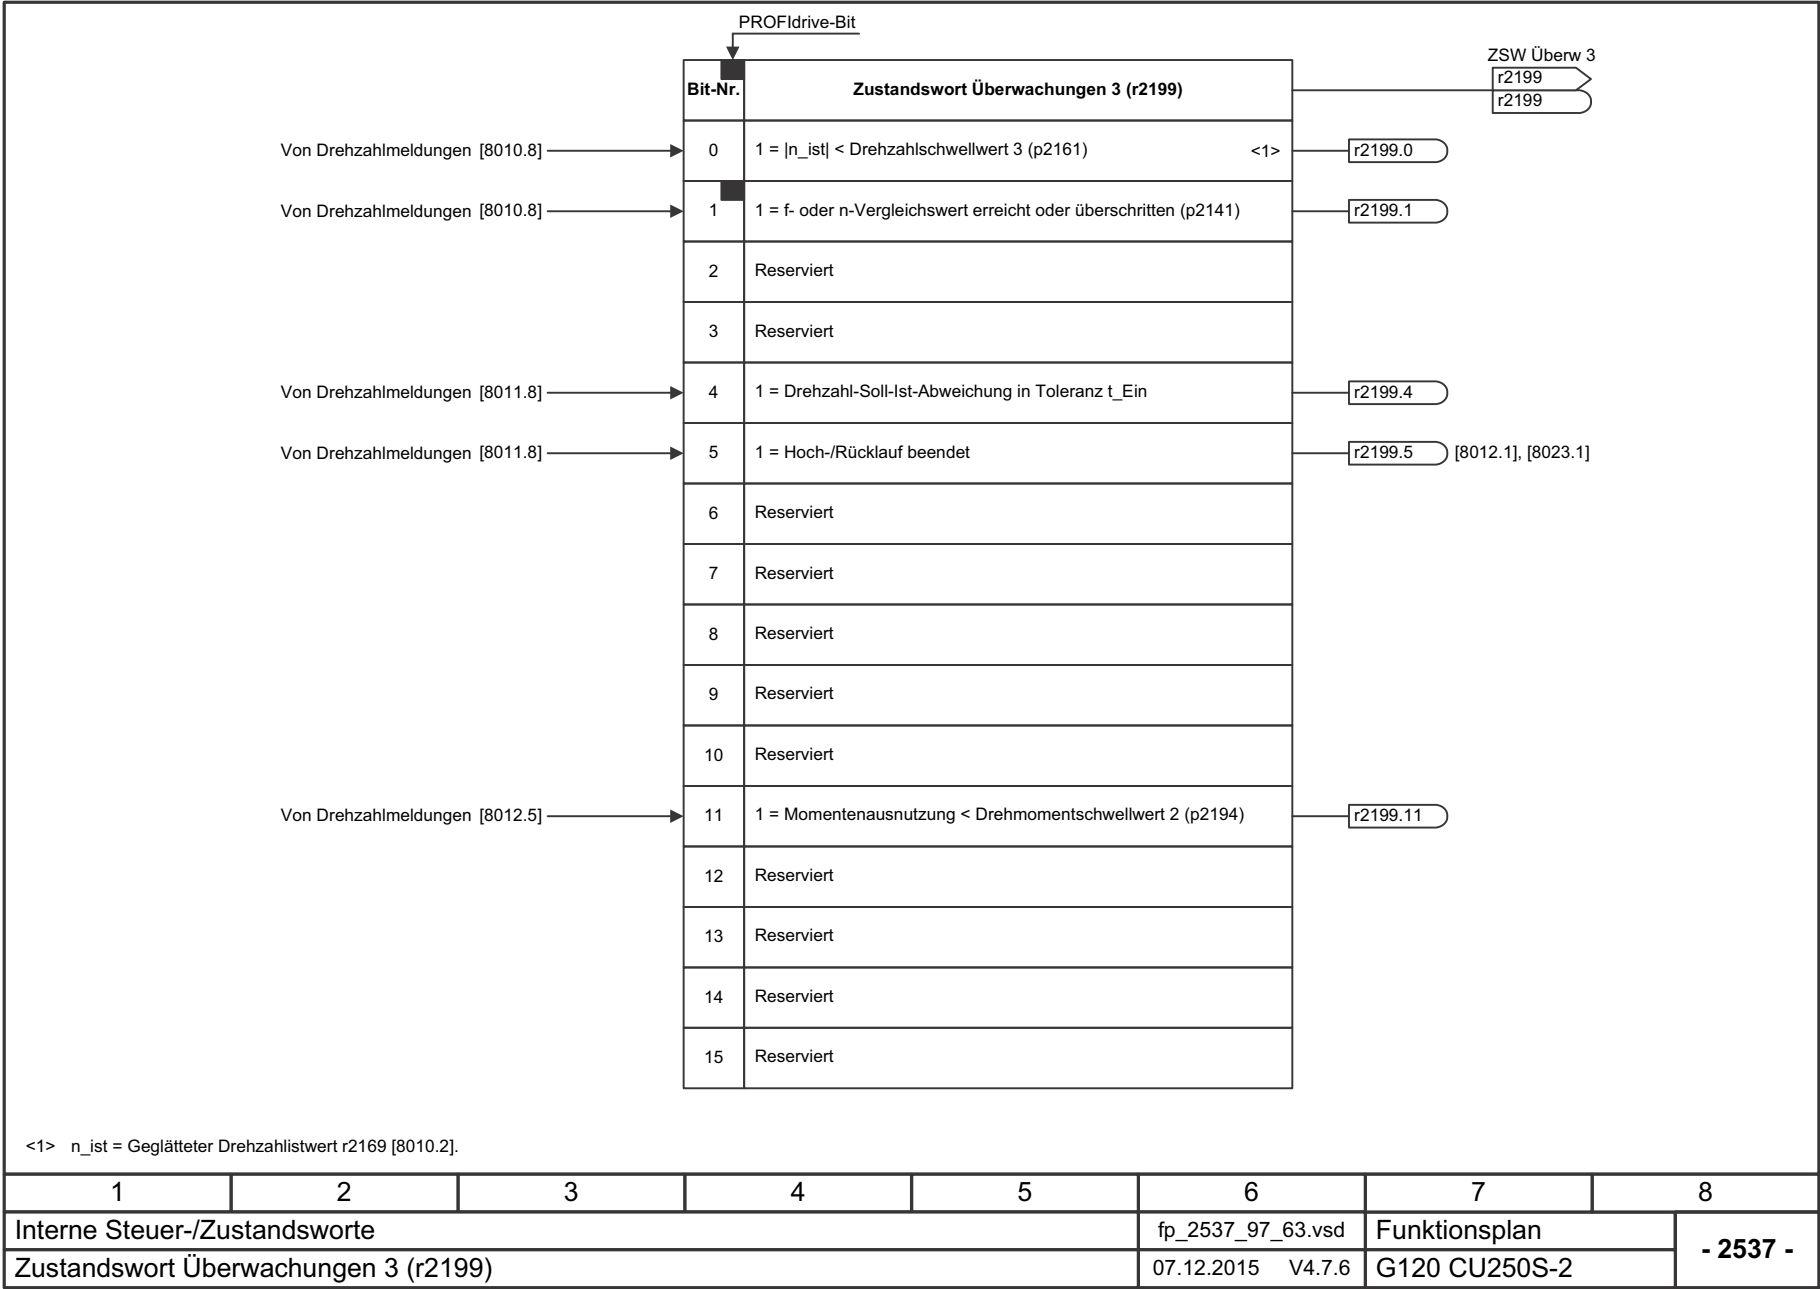 PROFIdrive-Bit
ZSW Überw 3
r2199
r2199
Bit-Nr. Zustandswort Überwachungen 3 (r2199)
Von Drehzahlmeldungen [8010.8] 0 1 = |n_ist| < Drehzahlschwellwert 3 (p2161) <1> r2199.0
Von Drehzahlmeldungen [8010.8] 1 1 = f- oder n-Vergleichswert erreicht oder überschritten (p2141) r2199.1
2 Reserviert
3 Reserviert
Von Drehzahlmeldungen [8011.8] 4 1 = Drehzahl-Soll-Ist-Abweichung in Toleranz t_Ein r2199.4
Von Drehzahlmeldungen [8011.8] 5 1 = Hoch-/Rücklauf beendet r2199.5 [8012.1], [8023.1]
6 Reserviert
7 Reserviert
8 Reserviert
9 Reserviert
10 Reserviert
Von Drehzahlmeldungen [8012.5] 11 1 = Momentenausnutzung < Drehmomentschwellwert 2 (p2194) r2199.11
12 Reserviert
13 Reserviert
14 Reserviert
15 Reserviert
<1> n_ist = Geglätteter Drehzahlistwert r2169 [8010.2].
1 2 3 4 5 6 7 8
Interne Steuer-/Zustandsworte fp_2537_97_63.vsd Funktionsplan - 2537 -
Zustandswort Überwachungen 3 (r2199) 07.12.2015 V4.7.6 G120 CU250S-2